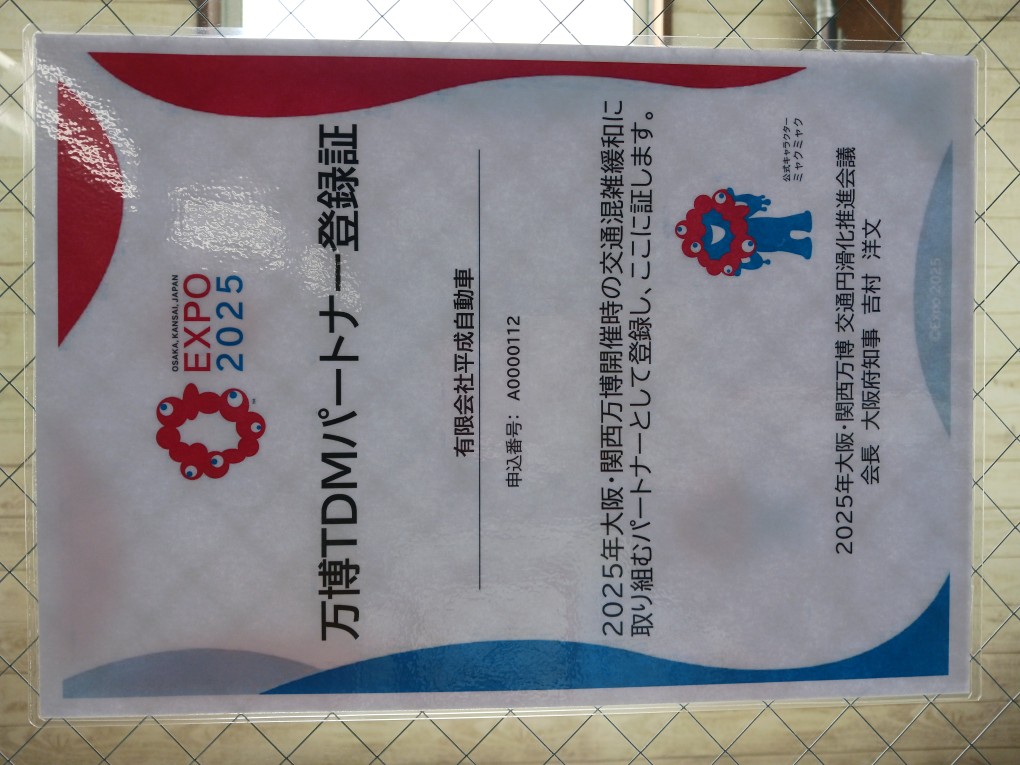 OSAKA, KANSAI, JAPAN
EXPO
2025
万博TDMパートナー登録証
有限会社平成自動車
申込番号：A0000112
2025年大阪・関西万博開催時の交通混雑緩和に
取り組むパートナーとして登録し、ここに証します。
公式キャラクター
ミャクミャク
2025年大阪・関西万博 交通円滑化推進会議
会長 大阪府知事 吉村 洋文
©Expo 2025